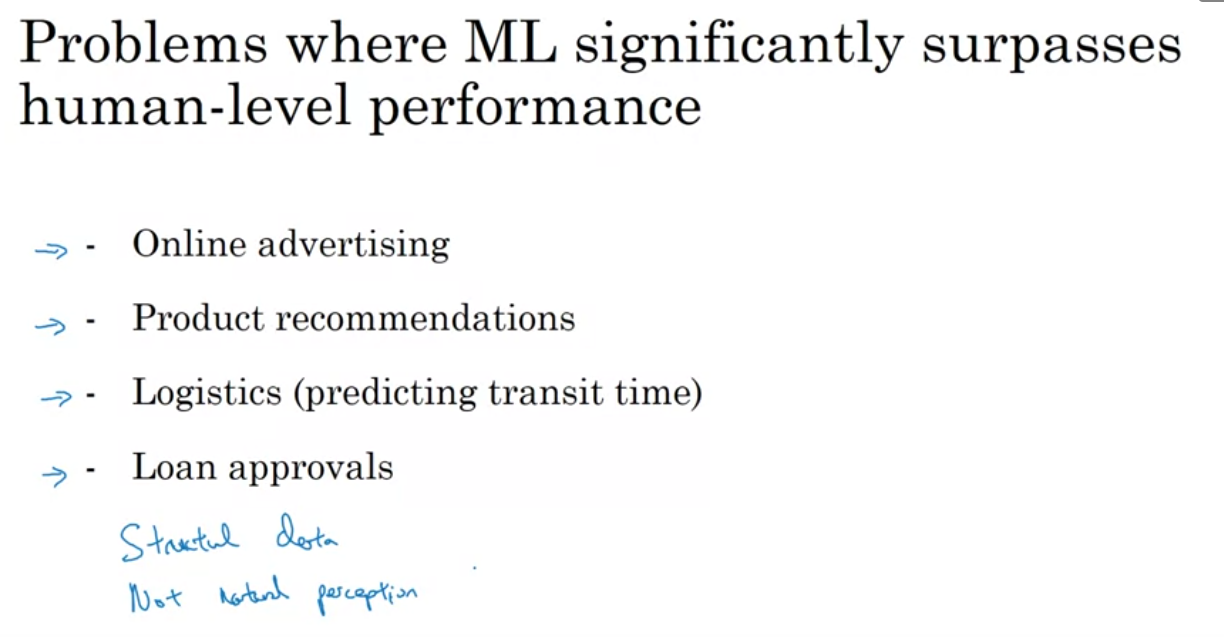 Problems where ML significantly surpasses
human-level performance
→ - Online advertising
→ - Product recommendations
→ - Logistics (predicting transit time)
→ - Loan approvals
Structured data
Not natural perception